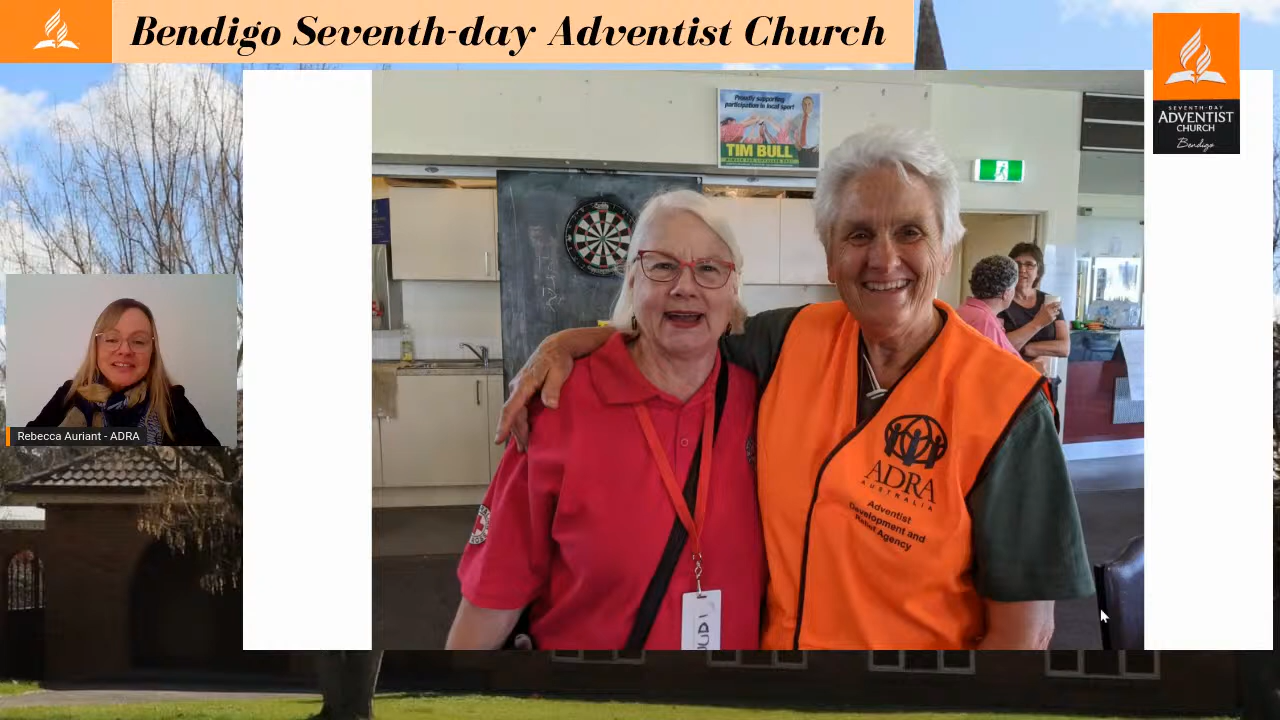 Bendigo Seventh-day Adventist Church
SEVENTH-DAY
ADVENTIST
CHURCH
Bendigo
Proudly supporting
participation in local sport
TIM BULL
Rebecca Auriant - ADRA
ADRA
AUSTRALIA
Adventist
Development and
Relief Agency